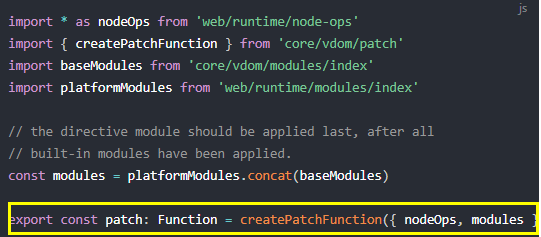 js
import * as nodeOps from 'web/runtime/node-ops'
import { createPatchFunction } from 'core/vdom/patch'
import baseModules from 'core/vdom/modules/index'
import platformModules from 'web/runtime/modules/index'
// the directive module should be applied last, after all
// built-in modules have been applied.
const modules = platformModules.concat(baseModules)
export const patch: Function = createPatchFunction({ nodeOps, modules }